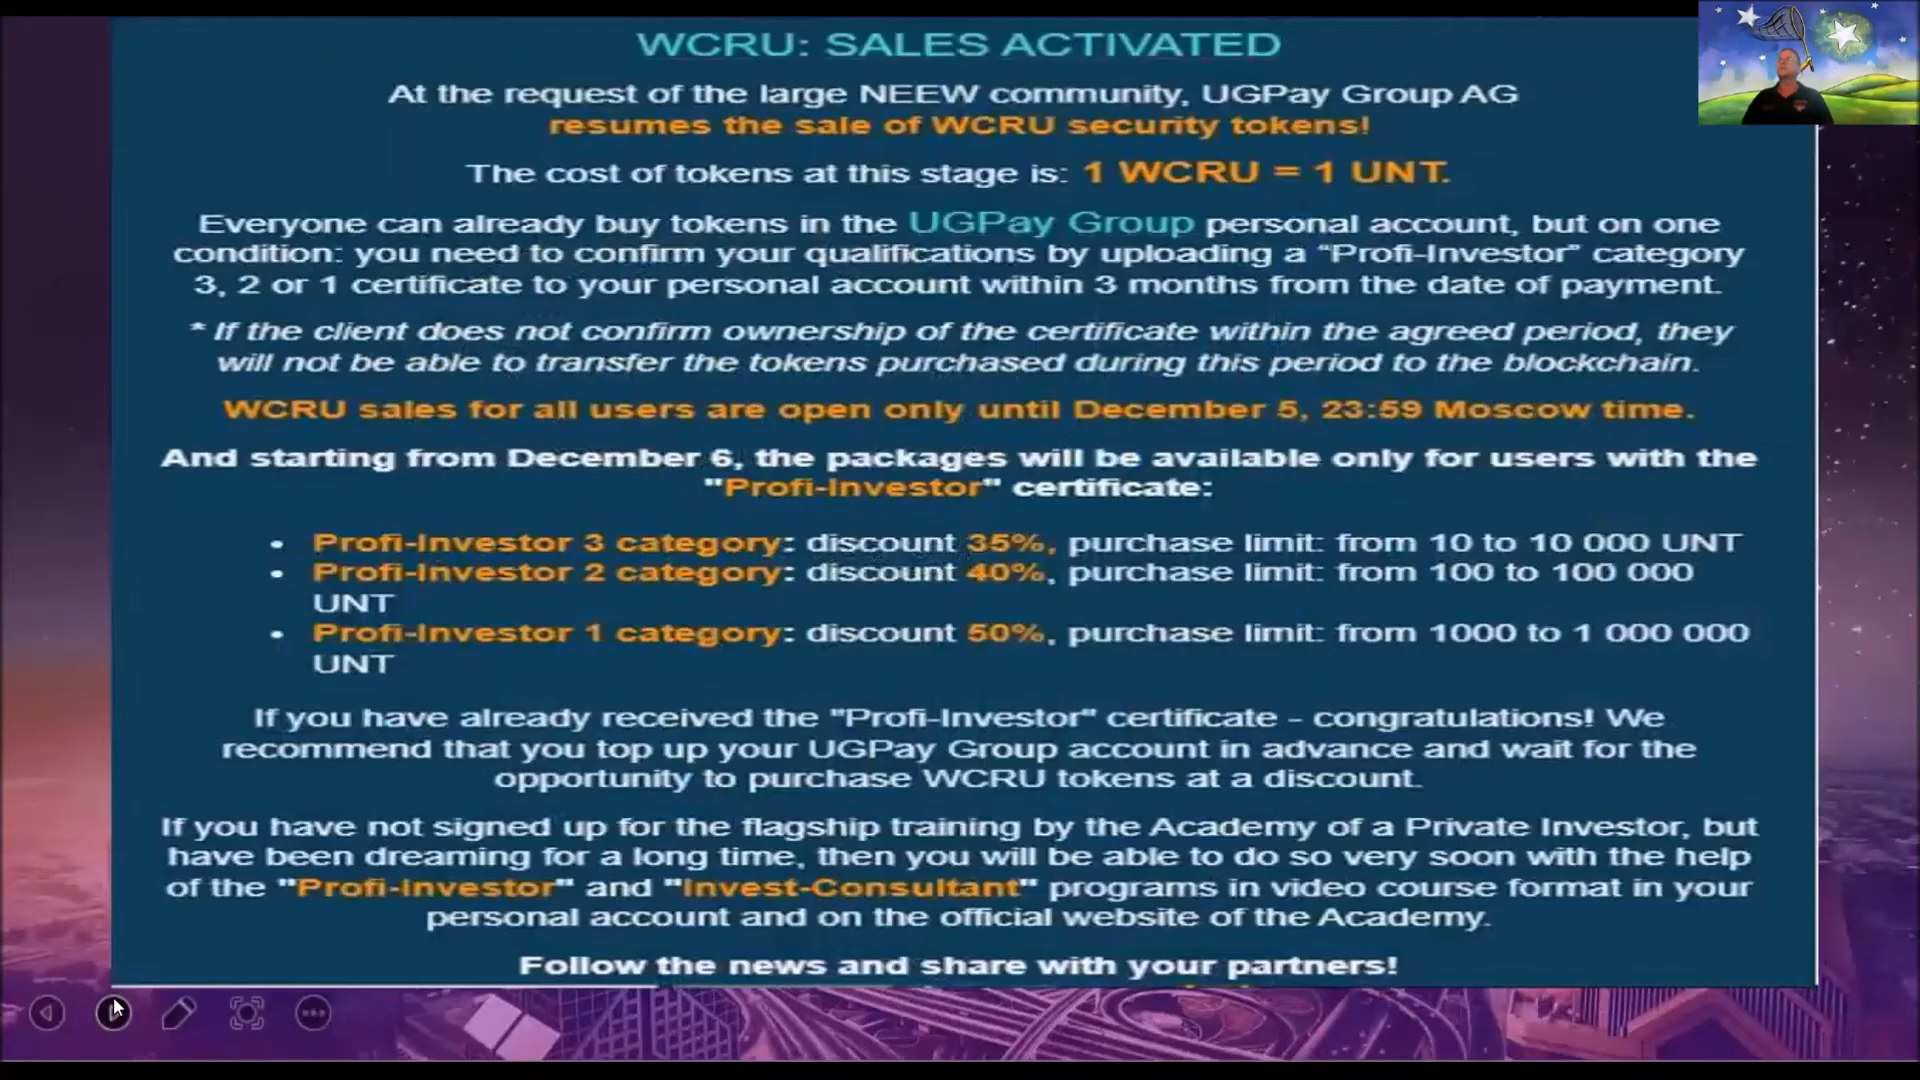 WCRU: SALES ACTIVATED
At the request of the large NEEW community, UGPay Group AG
resumes the sale of WCRU security tokens!
The cost of tokens at this stage is: 1 WCRU = 1 UNT.
Everyone can already buy tokens in the UGPay Group personal account, but on one
condition: you need to confirm your qualifications by uploading a "Profi-Investor" category
3, 2 or 1 certificate to your personal account within 3 months from the date of payment.
* If the client does not confirm ownership of the certificate within the agreed period, they
will not be able to transfer the tokens purchased during this period to the blockchain.
WCRU sales for all users are open only until December 5, 23:59 Moscow time.
And starting from December 6, the packages will be available only for users with the
"Profi-Investor" certificate:
• Profi-Investor 3 category: discount 35%, purchase limit: from 10 to 10 000 UNT
• Profi-Investor 2 category: discount 40%, purchase limit: from 100 to 100 000
UNT
• Profi-Investor 1 category: discount 50%, purchase limit: from 1000 to 1 000 000
UNT
If you have already received the "Profi-Investor" certificate - congratulations! We
recommend that you top up your UGPay Group account in advance and wait for the
opportunity to purchase WCRU tokens at a discount.
If you have not signed up for the flagship training by the Academy of a Private Investor, but
have been dreaming for a long time, then you will be able to do so very soon with the help
of the "Profi-Investor" and "Invest-Consultant" programs in video course format in your
personal account and on the official website of the Academy.
Follow the news and share with your partners!